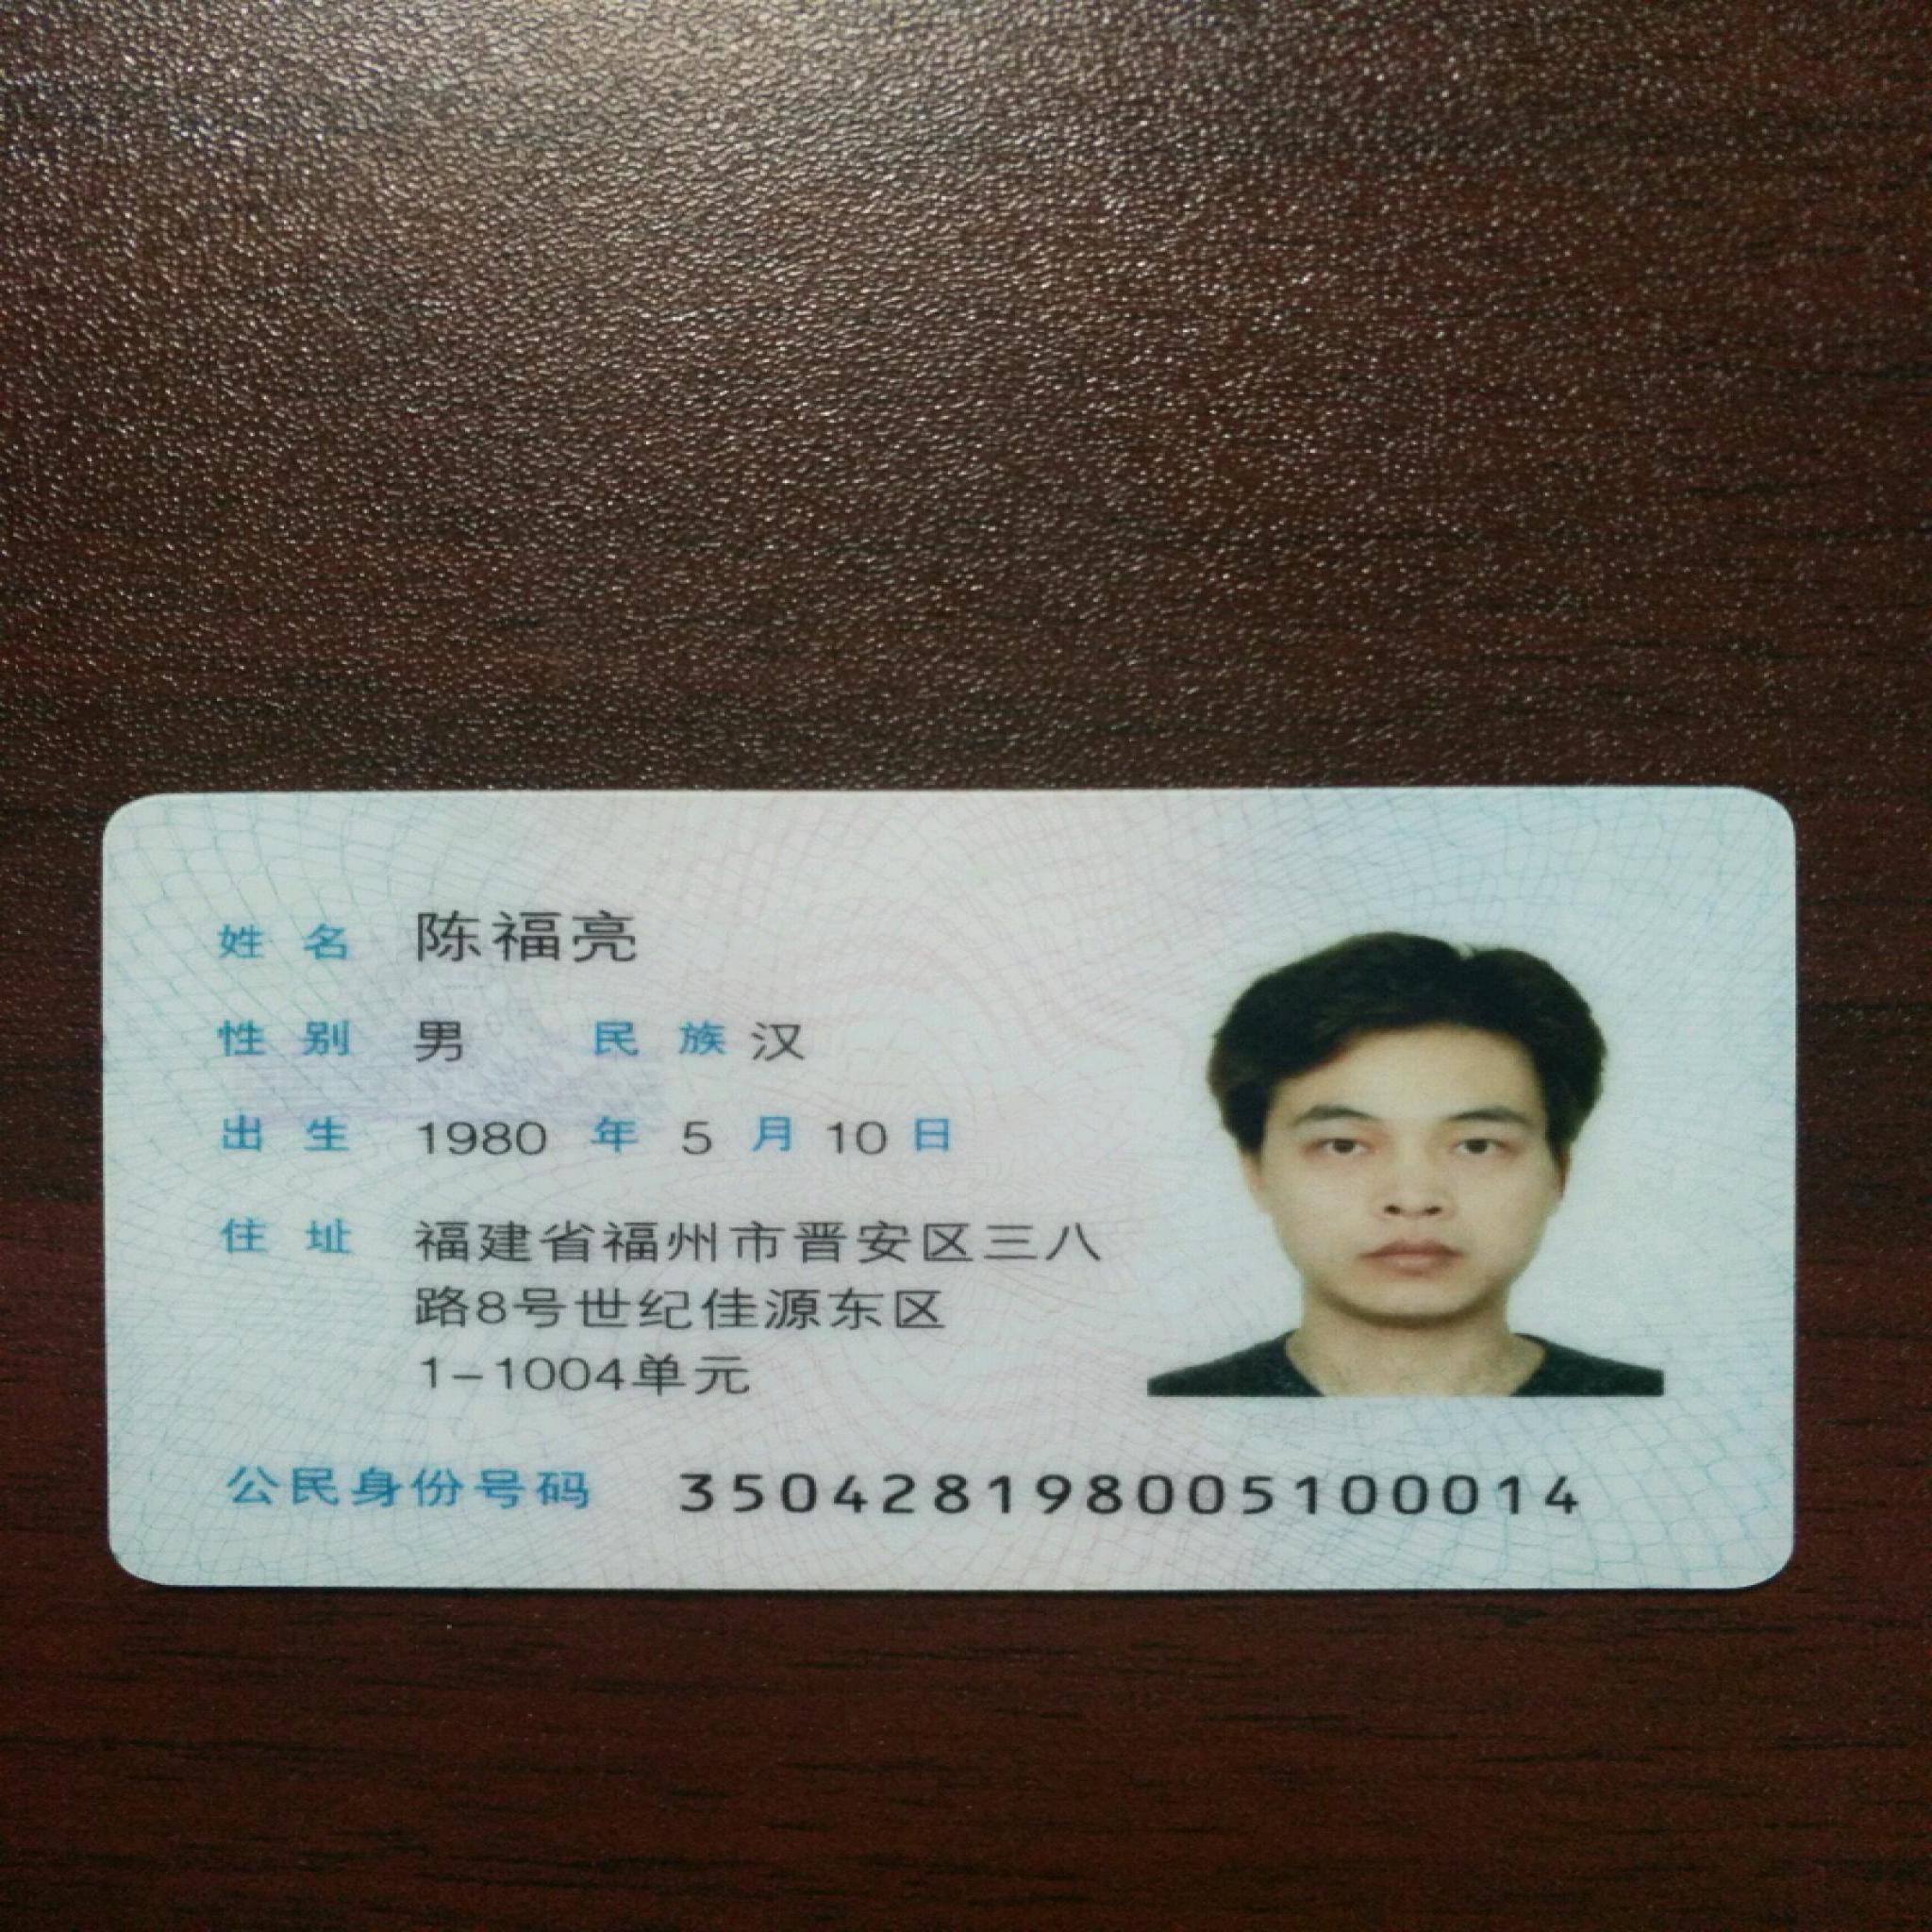 姓名 陈福亮
性别 男 民族 汉
出生 1980 年 5 月 10 日
住址 福建省福州市晋安区三八
路8号世纪佳源东区
1-1004单元
公民身份号码 350428198005100014